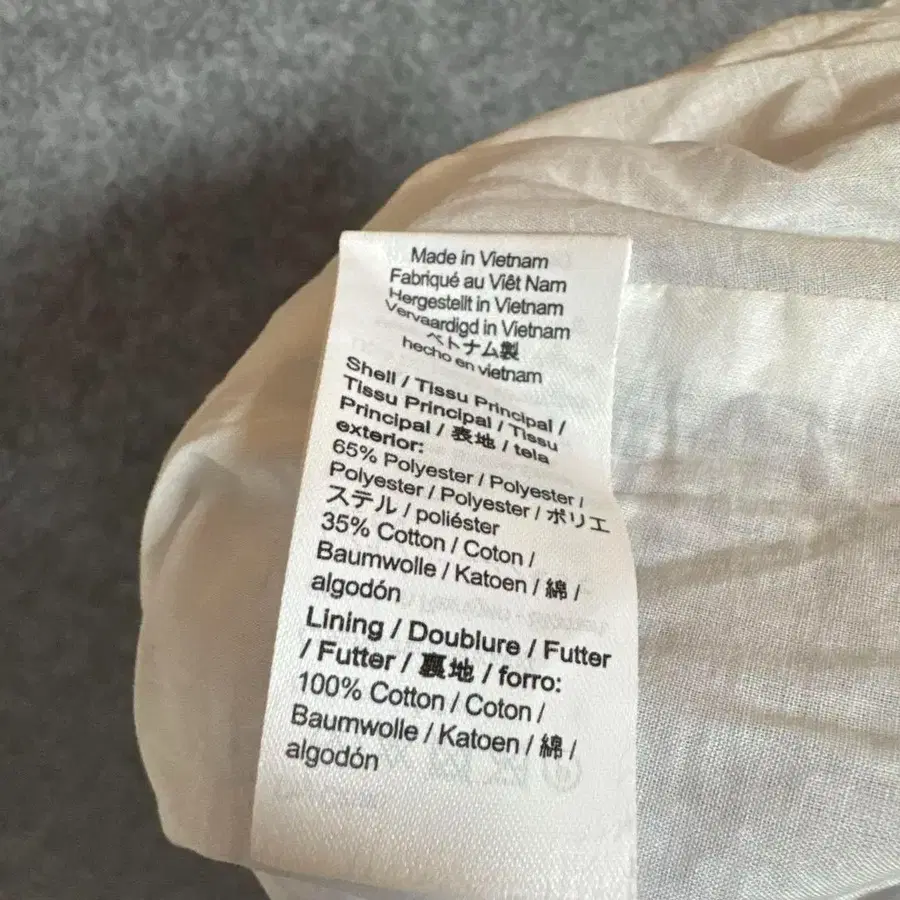 Made in Vietnam
Fabriqué au Viêt Nam
Hergestellt in Vietnam
Vervaardigd in Vietnam
ベトナム製
hecho en vietnam
Shell / Tissu Principal /
Tissu Principal / Tissu
Principal / 表地 / tela
exterior:
65% Polyester / Polyester /
Polyester / Polyester / ポリエ
ステル / poliéster
35% Cotton / Coton /
Baumwolle / Katoen / 綿 /
algodón
Lining / Doublure / Futter
/ Futter / 裏地 / forro:
100% Cotton / Coton /
Baumwolle / Katoen / 綿 /
algodón